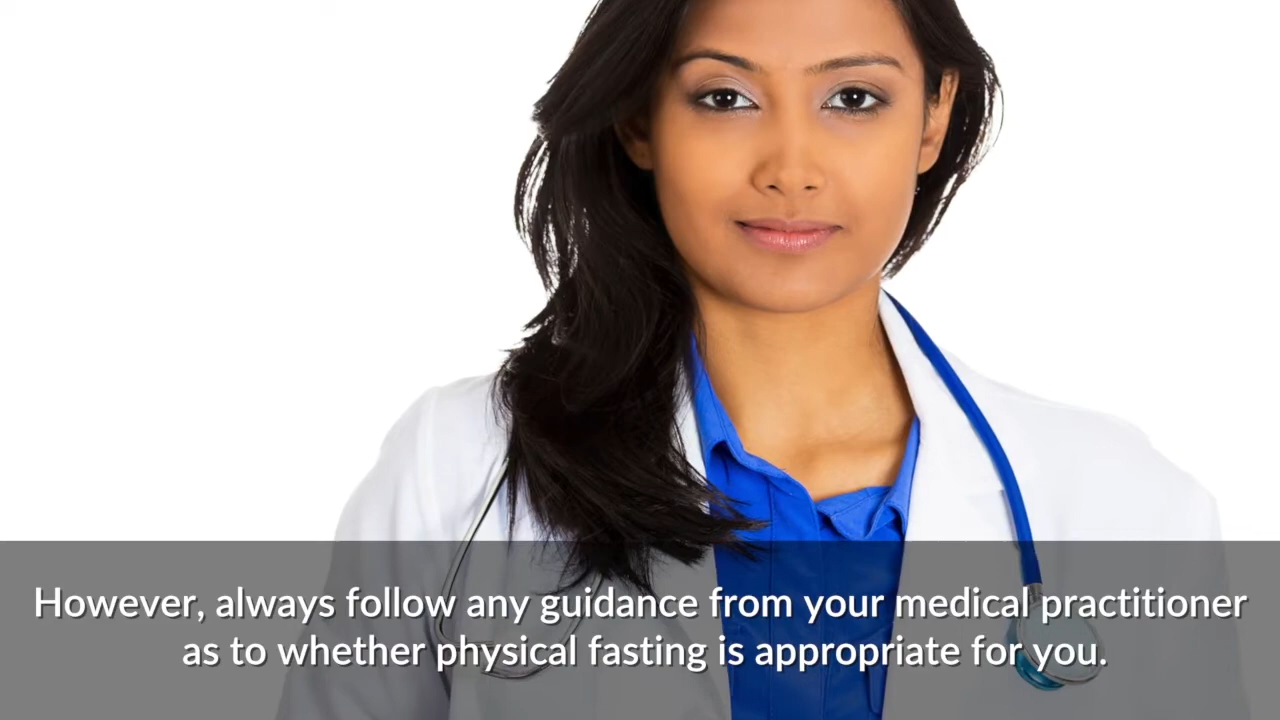 However, always follow any guidance from your medical practitioner
as to whether physical fasting is appropriate for you.